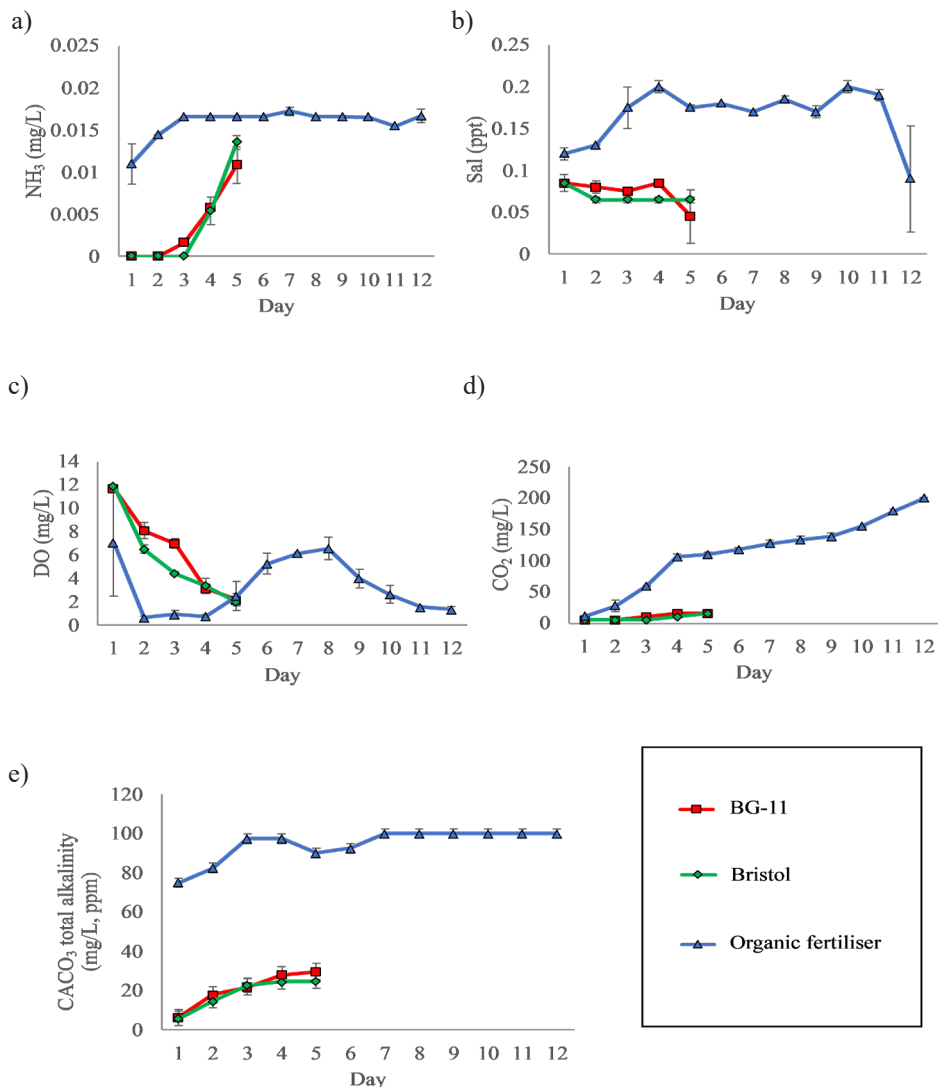 a)
0.025
0.02
0.015
0.01
0.005
0
NH₃ (mg/L)
1 2 3 4 5 6 7 8 9 10 11 12
Day
b)
0.25
0.2
0.15
0.1
0.05
0
Sal (ppt)
1 2 3 4 5 6 7 8 9 10 11 12
Day
c)
14
12
10
8
6
4
2
0
DO (mg/L)
1 2 3 4 5 6 7 8 9 10 11 12
Day
d)
250
200
150
100
50
0
CO₂ (mg/L)
1 2 3 4 5 6 7 8 9 10 11 12
Day
e)
120
100
80
60
40
20
0
CACO₃ total alkalinity
(mg/L, ppm)
1 2 3 4 5 6 7 8 9 10 11 12
Day
BG-11
Bristol
Organic fertiliser